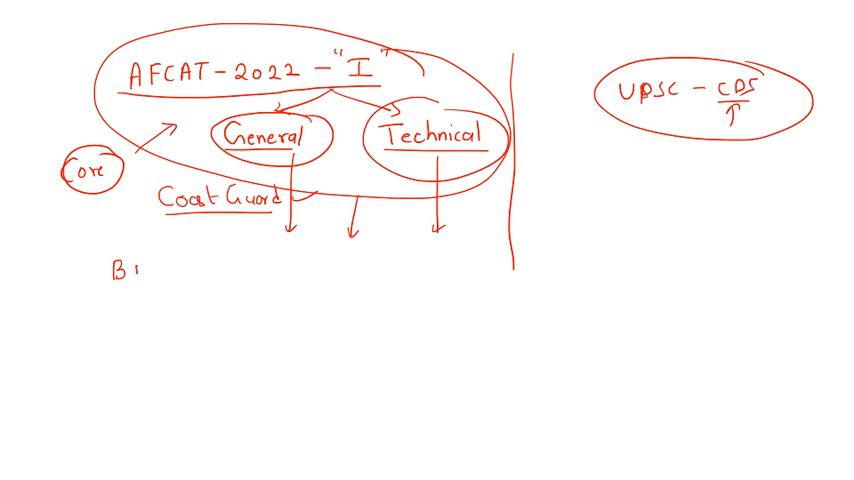 AFCAT-2022 - "I"
UPSC - CDS
General
Technical
Core
Coast Guard
B